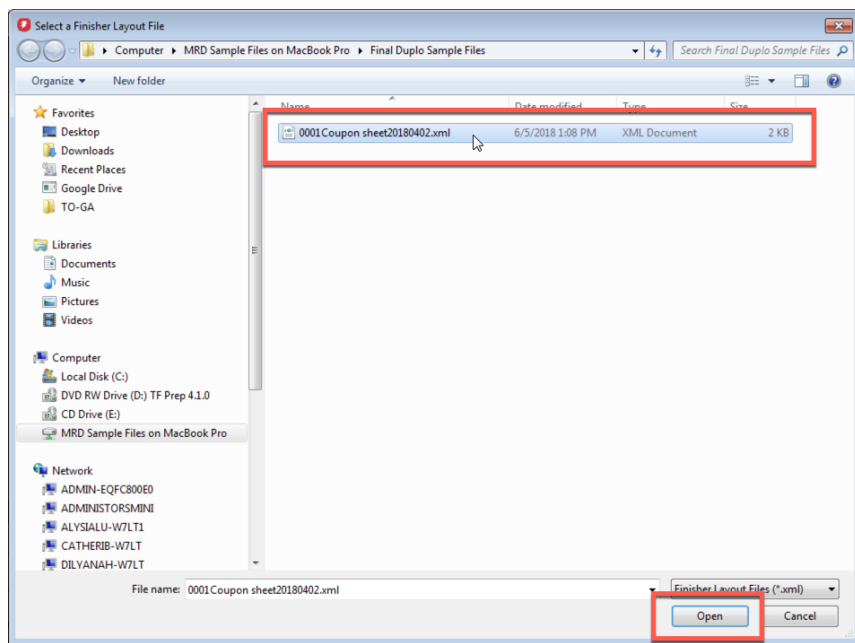 Select a Finisher Layout File
Computer MRD Sample Files on MacBook Pro Final Duplo Sample Files Search Final Duplo Sample Files
Organize New folder
Name Date modified Type Size
0001Coupon sheet20180402.xml 6/5/2018 1:08 PM XML Document 2 KB
Favorites
Desktop
Downloads
Recent Places
Google Drive
TO-GA
Libraries
Documents
Music
Pictures
Videos
Computer
Local Disk (C:)
DVD RW Drive (D:) TF Prep 4.1.0
CD Drive (E:)
MRD Sample Files on MacBook Pro
Network
ADMIN-EQFC800E0
ADMINISTORSMINI
ALYSIALU-W7LT1
CATHERIB-W7LT
DILYANAH-W7LT
File name: 0001Coupon sheet20180402.xml Finisher Layout Files (*.xml)
Open Cancel